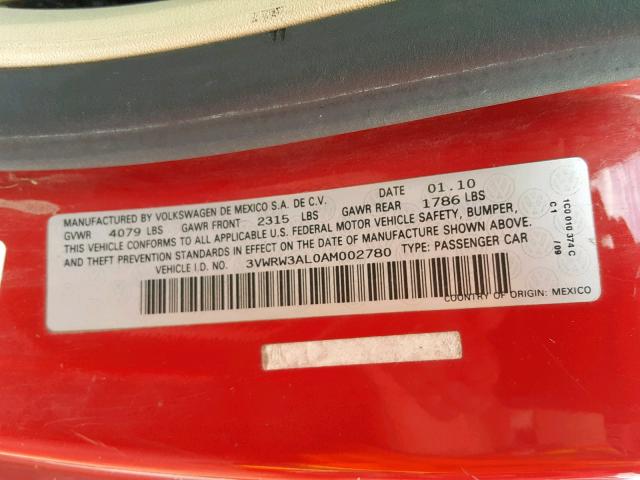 MANUFACTURED BY VOLKSWAGEN DE MEXICO S.A. DE C.V. DATE 01.10
GVWR 4079 LBS GAWR FRONT 2315 LBS GAWR REAR 1786 LBS
THIS VEHICLE CONFORMS TO ALL APPLICABLE U.S. FEDERAL MOTOR VEHICLE SAFETY, BUMPER,
AND THEFT PREVENTION STANDARDS IN EFFECT ON THE DATE OF MANUFACTURE SHOWN ABOVE.
VEHICLE I.D. NO. 3VWRW3AL0AM002780 TYPE: PASSENGER CAR
COUNTRY OF ORIGIN: MEXICO
1C0 010 374 C
C1 /09